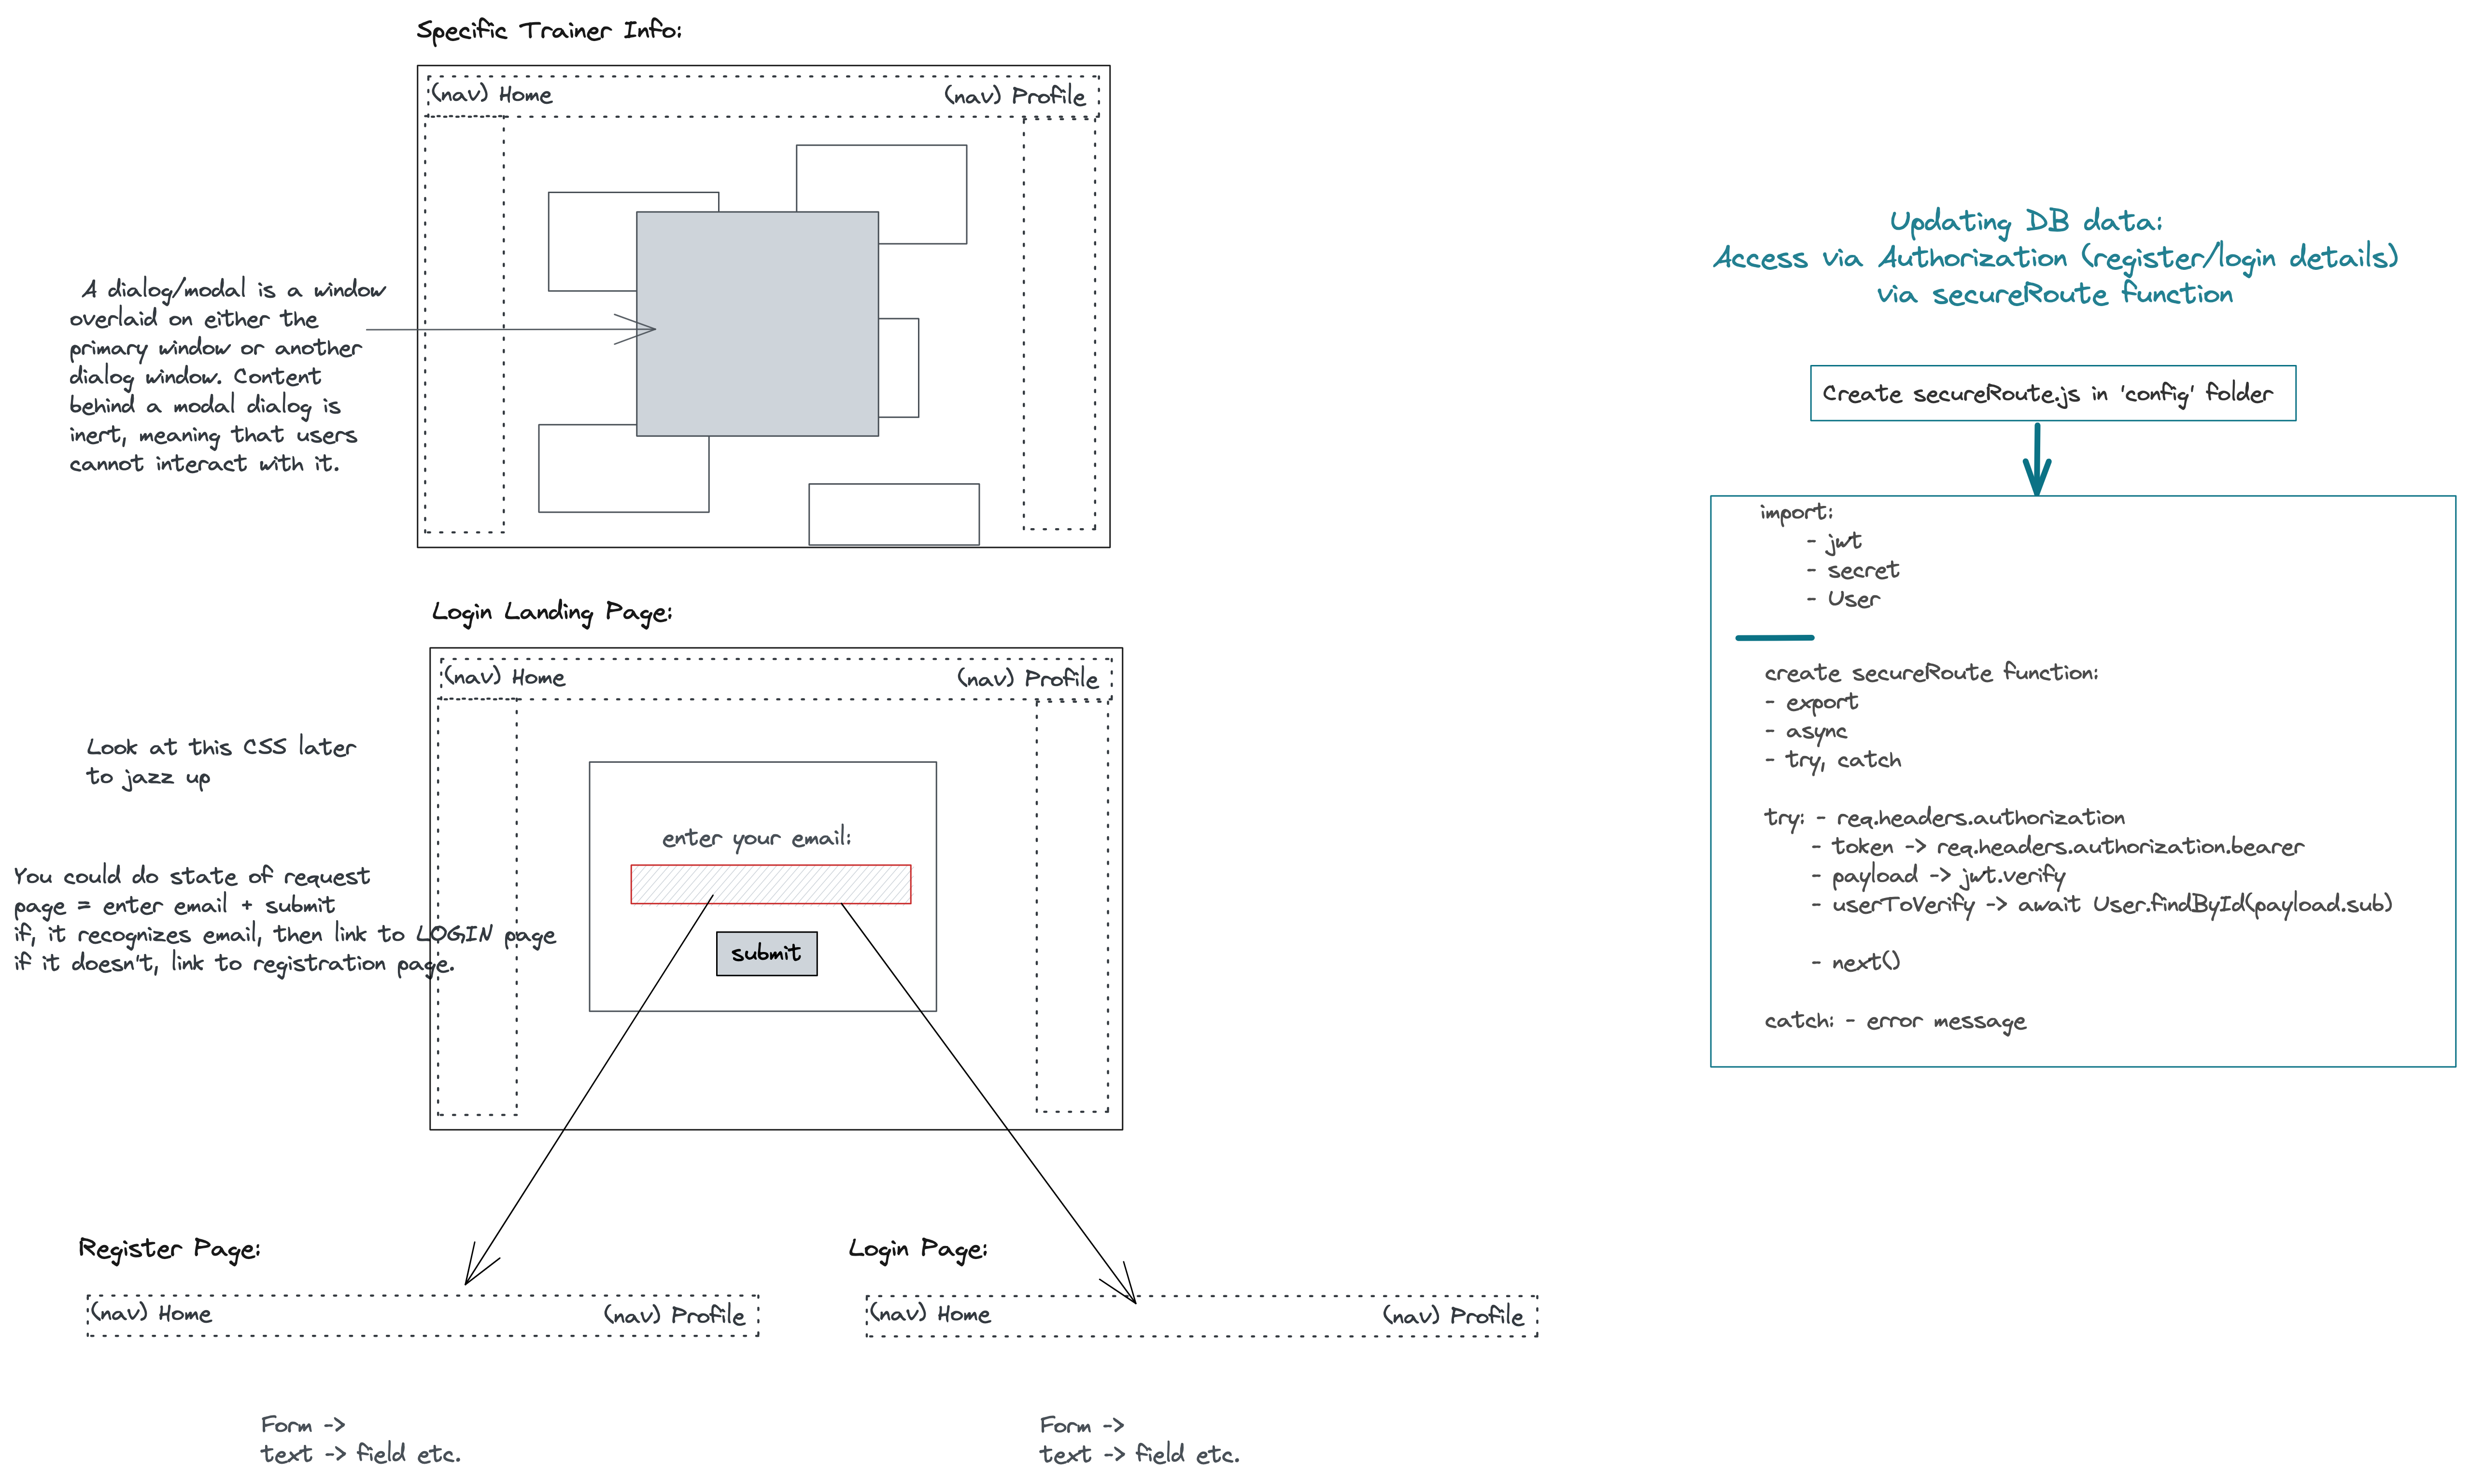 Specific Trainer Info:
(nav) Home
(nav) Profile
A dialog/modal is a window
overlaid on either the
primary window or another
dialog window. Content
behind a modal dialog is
inert, meaning that users
cannot interact with it.
Login Landing Page:
(nav) Home
(nav) Profile
Look at this CSS later
to jazz up
enter your email:
submit
You could do state of request
page = enter email + submit
if, it recognizes email, then link to LOGIN page
if it doesn't, link to registration page.
Register Page:
(nav) Home
(nav) Profile
Form ->
text -> field etc.
Login Page:
(nav) Home
(nav) Profile
Form ->
text -> field etc.
Updating DB data:
Access via Authorization (register/login details)
via secureRoute function
Create secureRoute.js in 'config' folder
import:
- jwt
- secret
- User
create secureRoute function:
- export
- async
- try, catch
try: - req.headers.authorization
- token -> req.headers.authorization.bearer
- payload -> jwt.verify
- userToVerify -> await User.findById(payload.sub)
- next()
catch: - error message